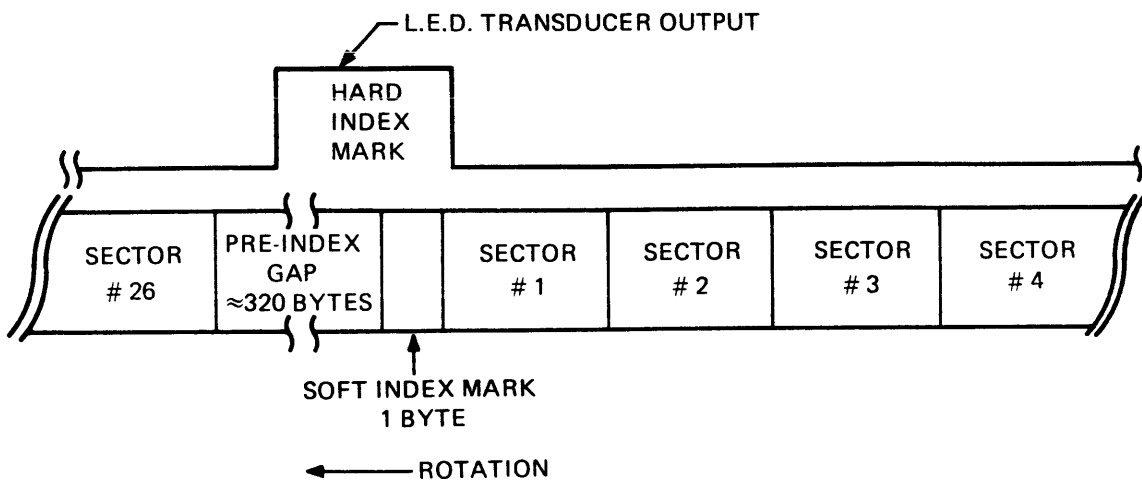 L.E.D. TRANSDUCER OUTPUT
HARD
INDEX
MARK
SECTOR
# 26
PRE-INDEX
GAP
≈320 BYTES
SECTOR
# 1
SECTOR
# 2
SECTOR
# 3
SECTOR
# 4
SOFT INDEX MARK
1 BYTE
ROTATION